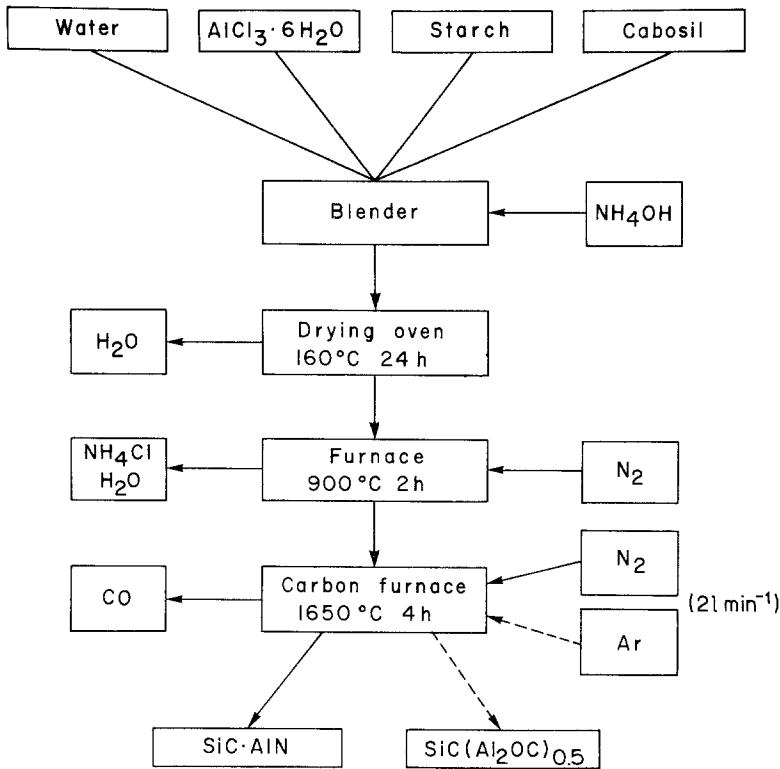 Water
AlCl₃·6H₂O
Starch
Cabosil
Blender
NH₄OH
Drying oven
160°C 24h
H₂O
Furnace
900°C 2h
NH₄Cl
H₂O
N₂
Carbon furnace
1650°C 4h
CO
N₂
(2l min⁻¹)
Ar
SiC·AlN
SiC(Al₂OC)₀.₅